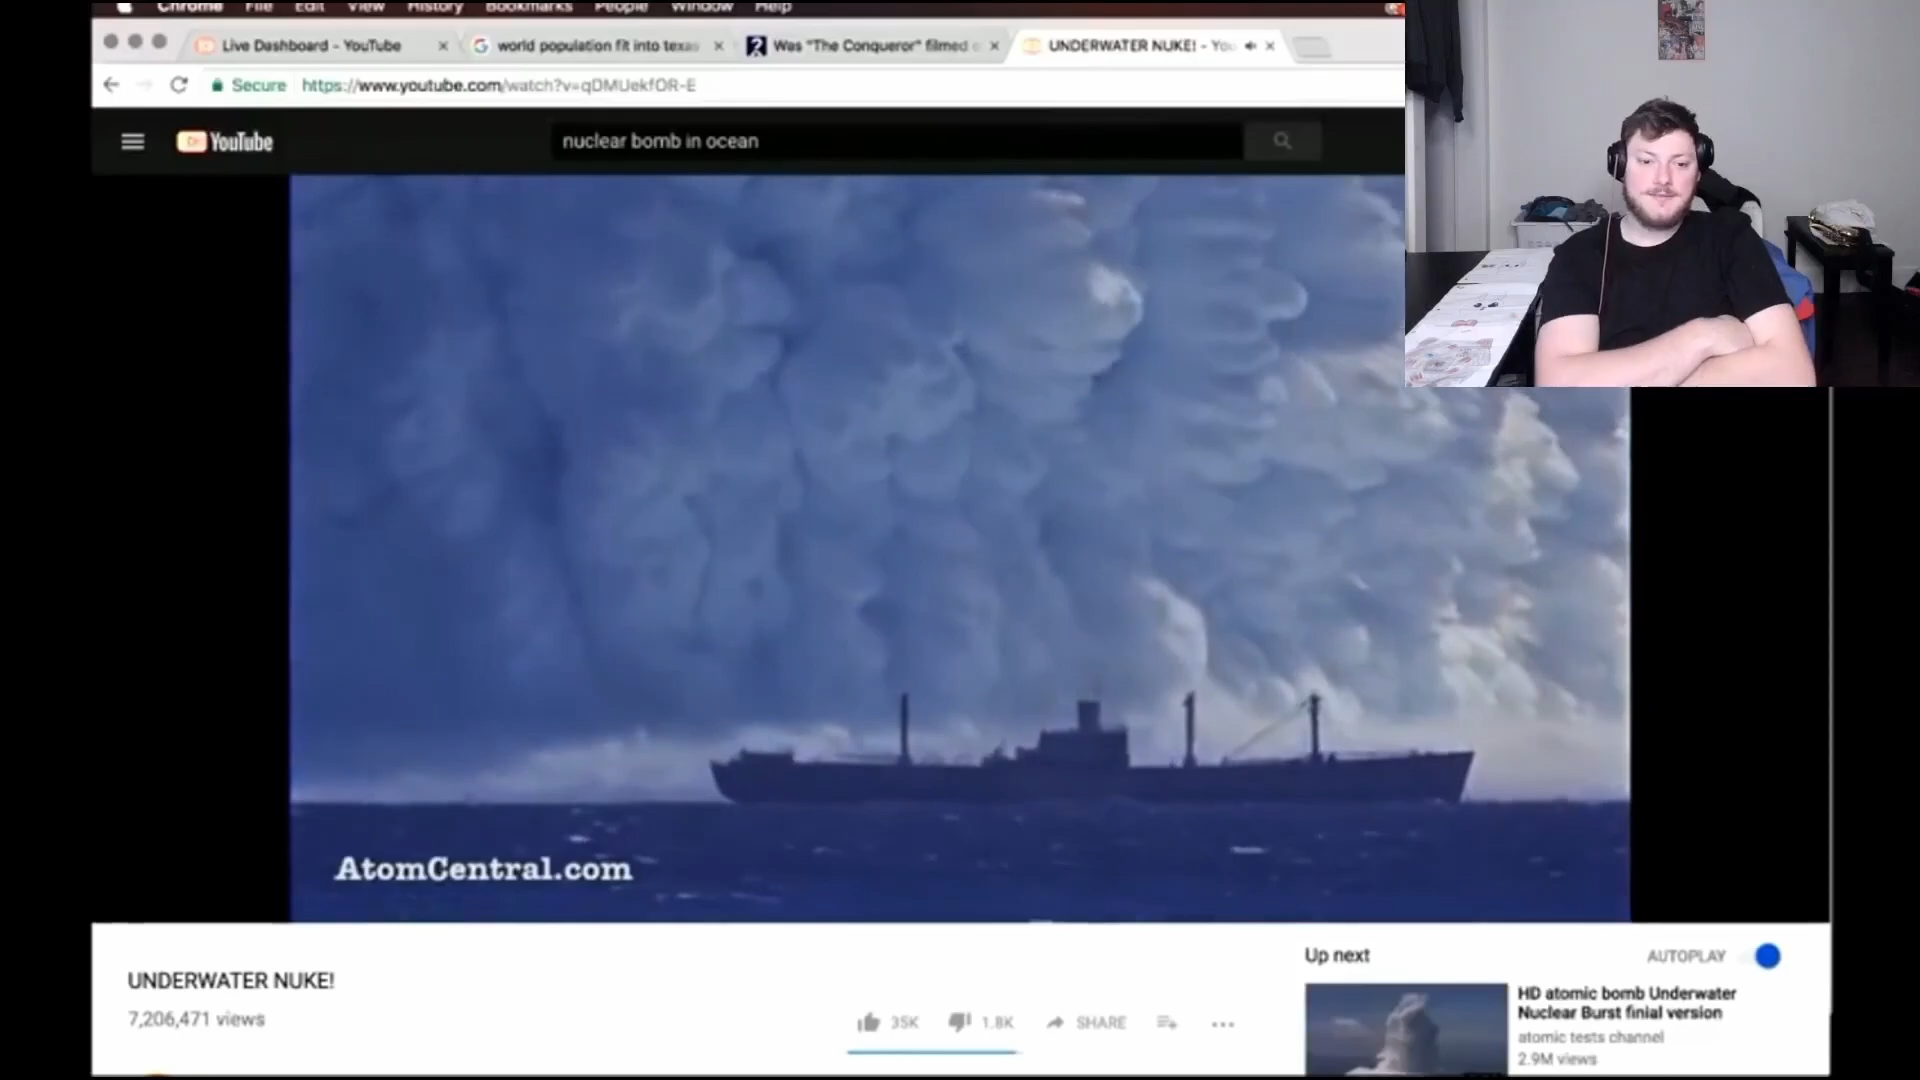 Chrome File Edit View History Bookmarks People Window Help
Live Dashboard - YouTube
world population fit into texas
Was "The Conqueror" filmed
UNDERWATER NUKE! - You
Secure https://www.youtube.com/watch?v=qDMUekfOR-E
YouTube
nuclear bomb in ocean
AtomCentral.com
UNDERWATER NUKE!
7,206,471 views
35K
1.8K
SHARE
Up next
AUTOPLAY
HD atomic bomb Underwater
Nuclear Burst finial version
atomic tests channel
2.9M views